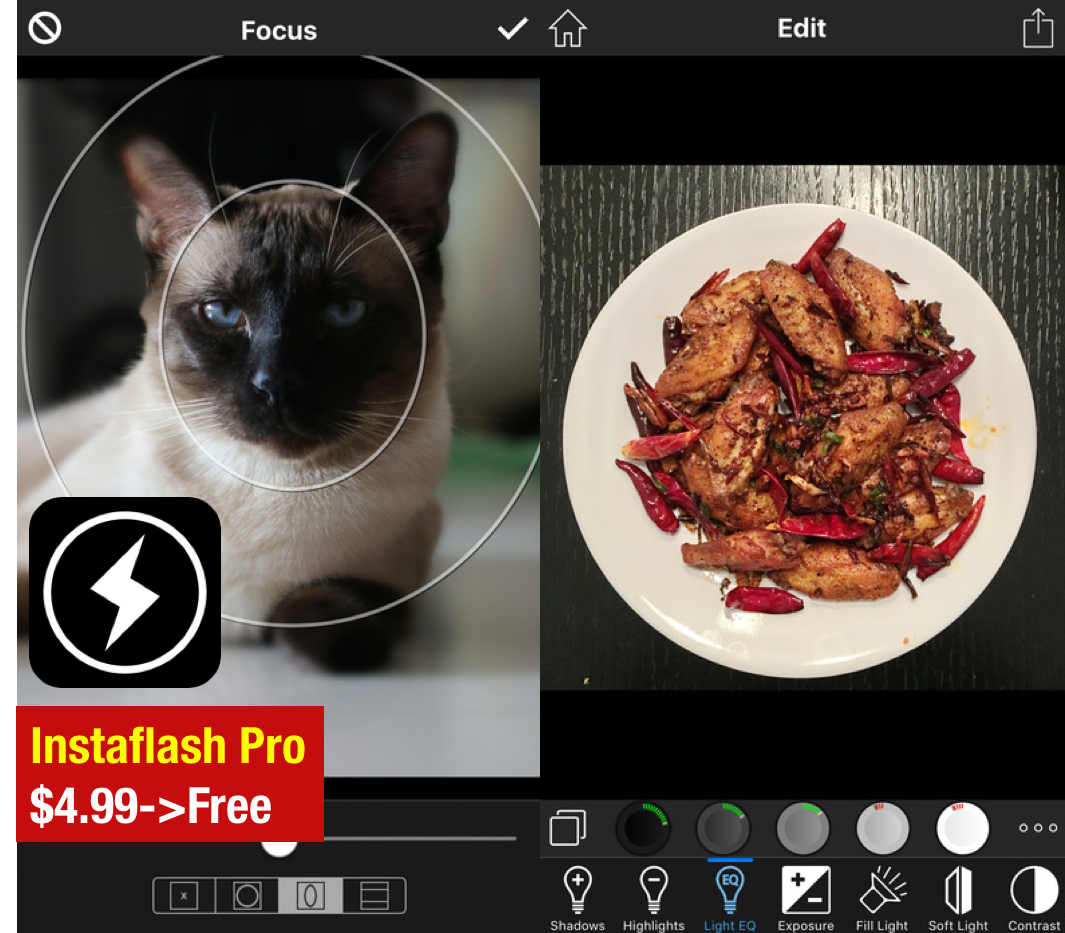 Focus
Edit
Instaflash Pro
$4.99->Free
x
EQ
Shadows
Highlights
Light EQ
Exposure
Fill Light
Soft Light
Contrast